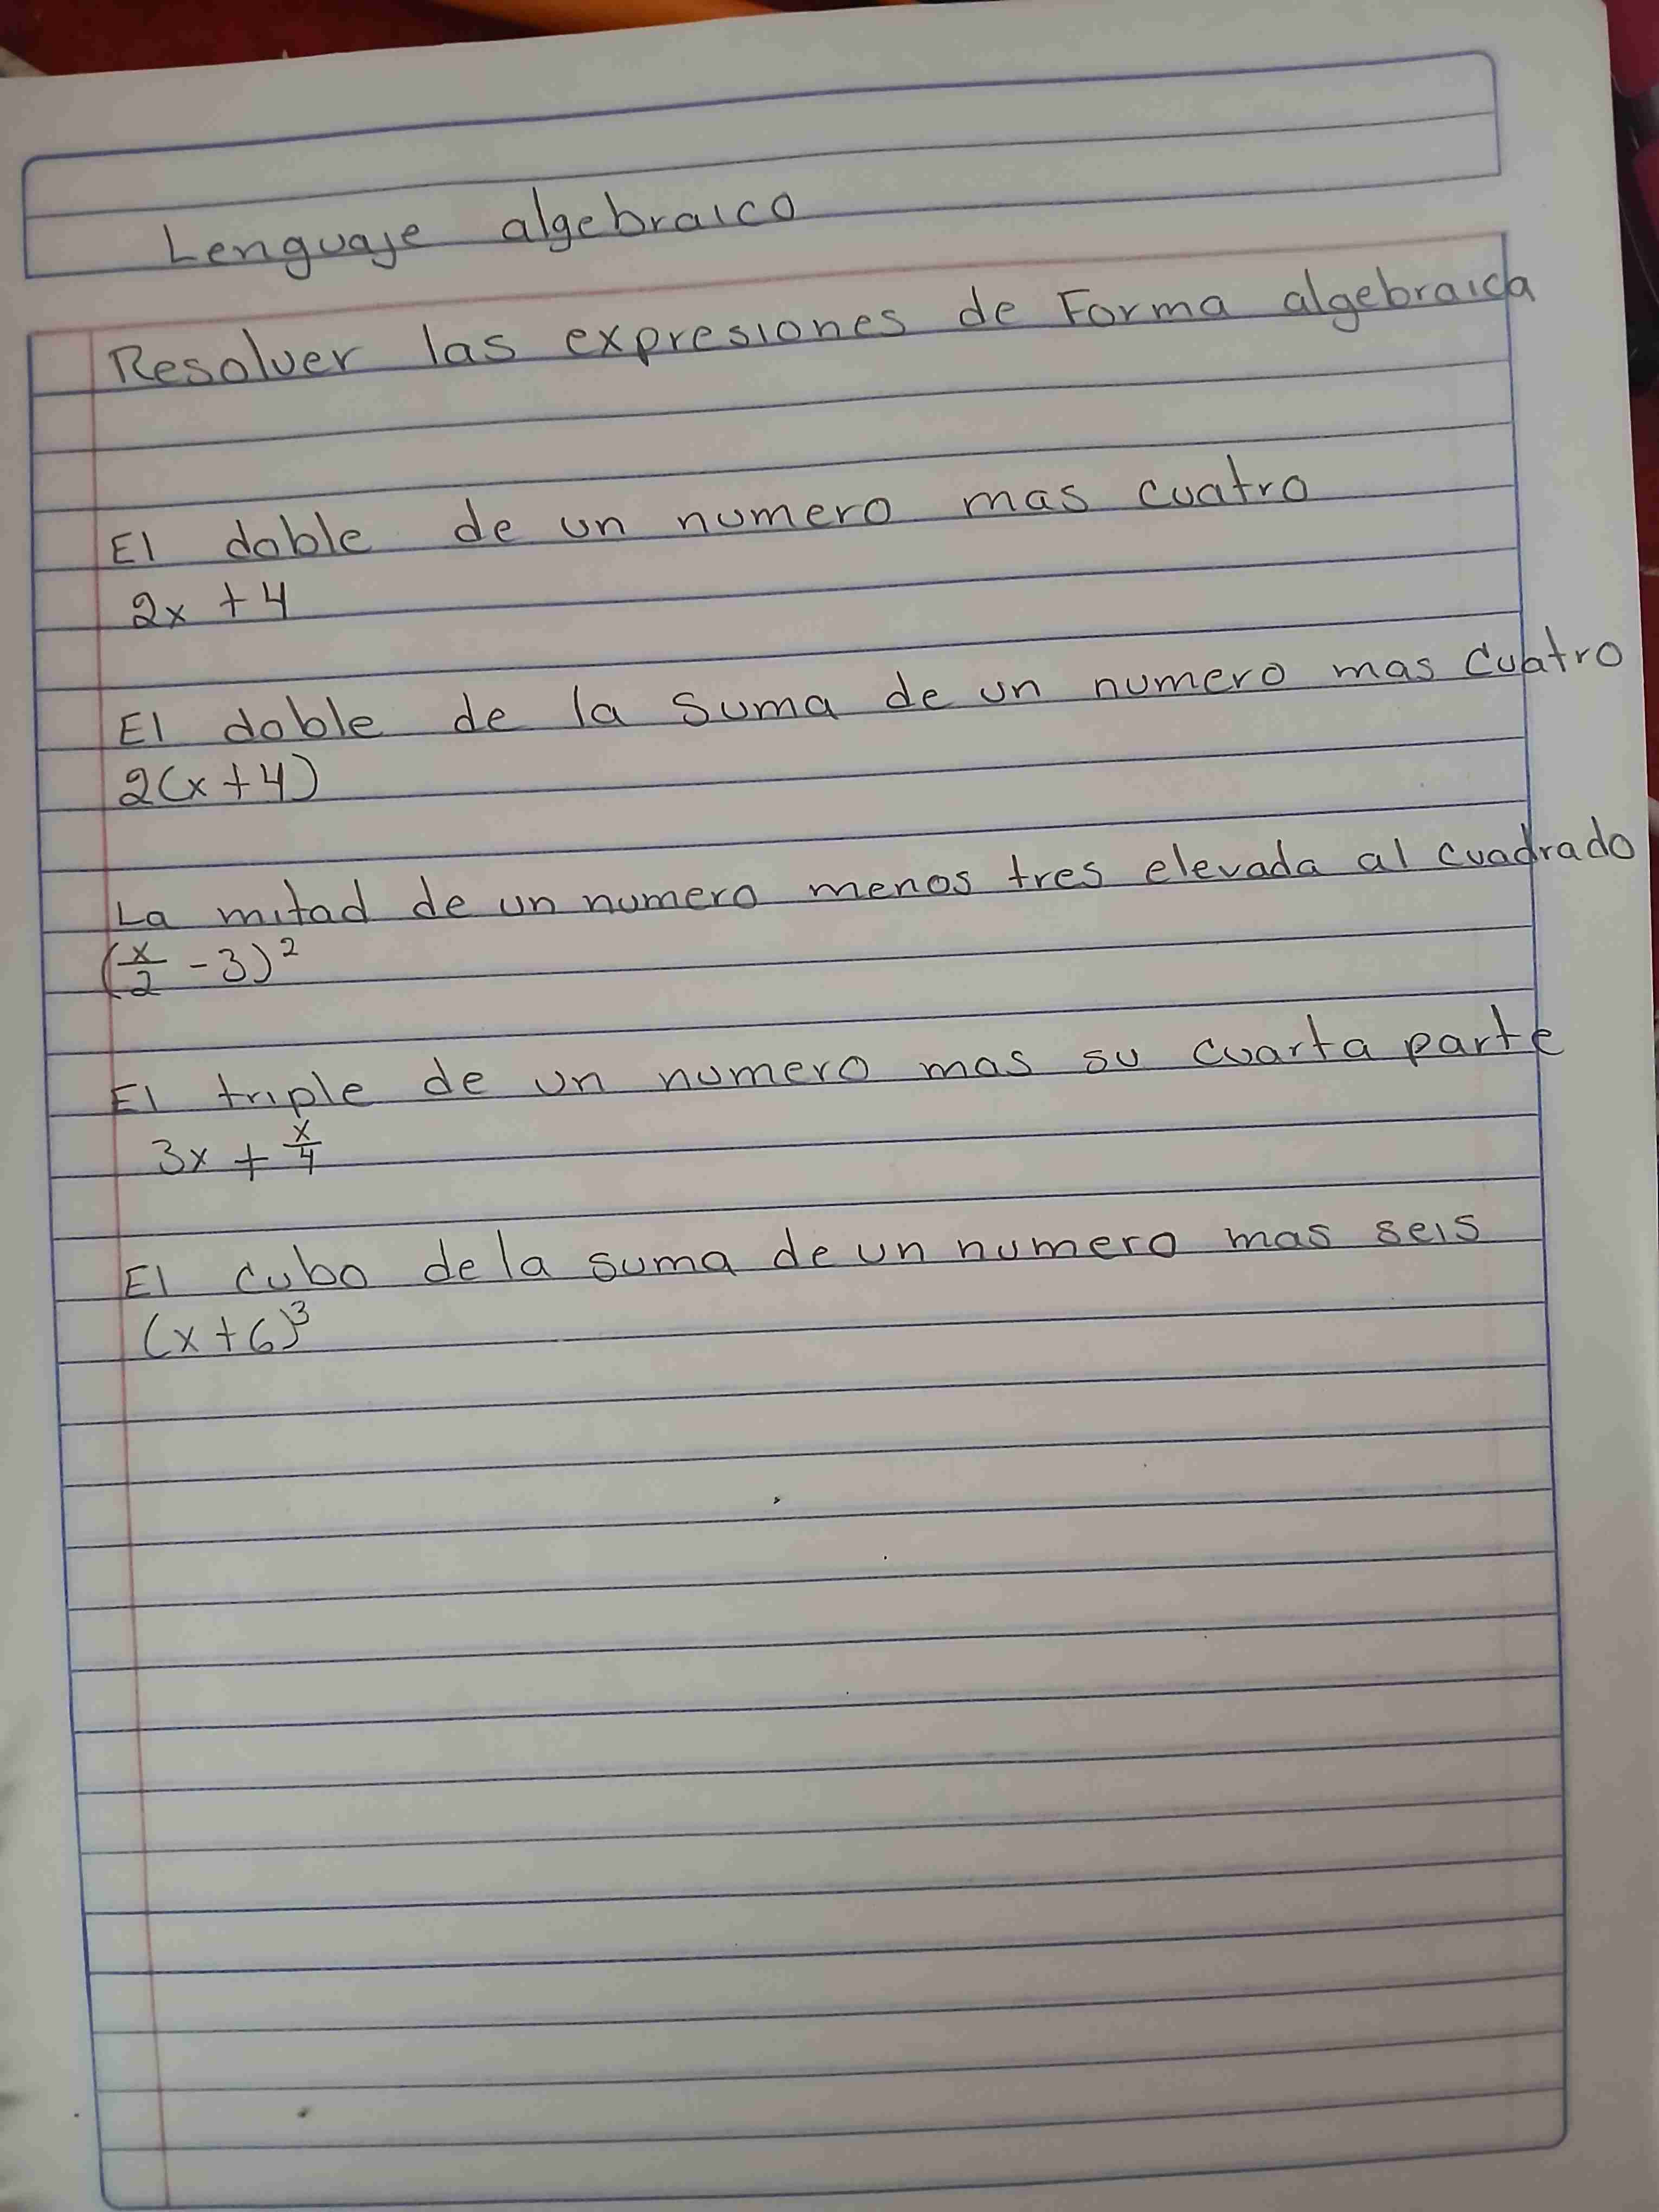 Lenguaje algebraico
Resolver las expresiones de Forma algebraica
El doble de un numero mas cuatro
2x + 4
El doble de la suma de un numero mas cuatro
2(x+4)
La mitad de un numero menos tres elevada al cuadrado
(x/2 - 3)²
El triple de un numero mas su cuarta parte
3x + x/4
El cubo de la suma de un numero mas seis
(x+6)³